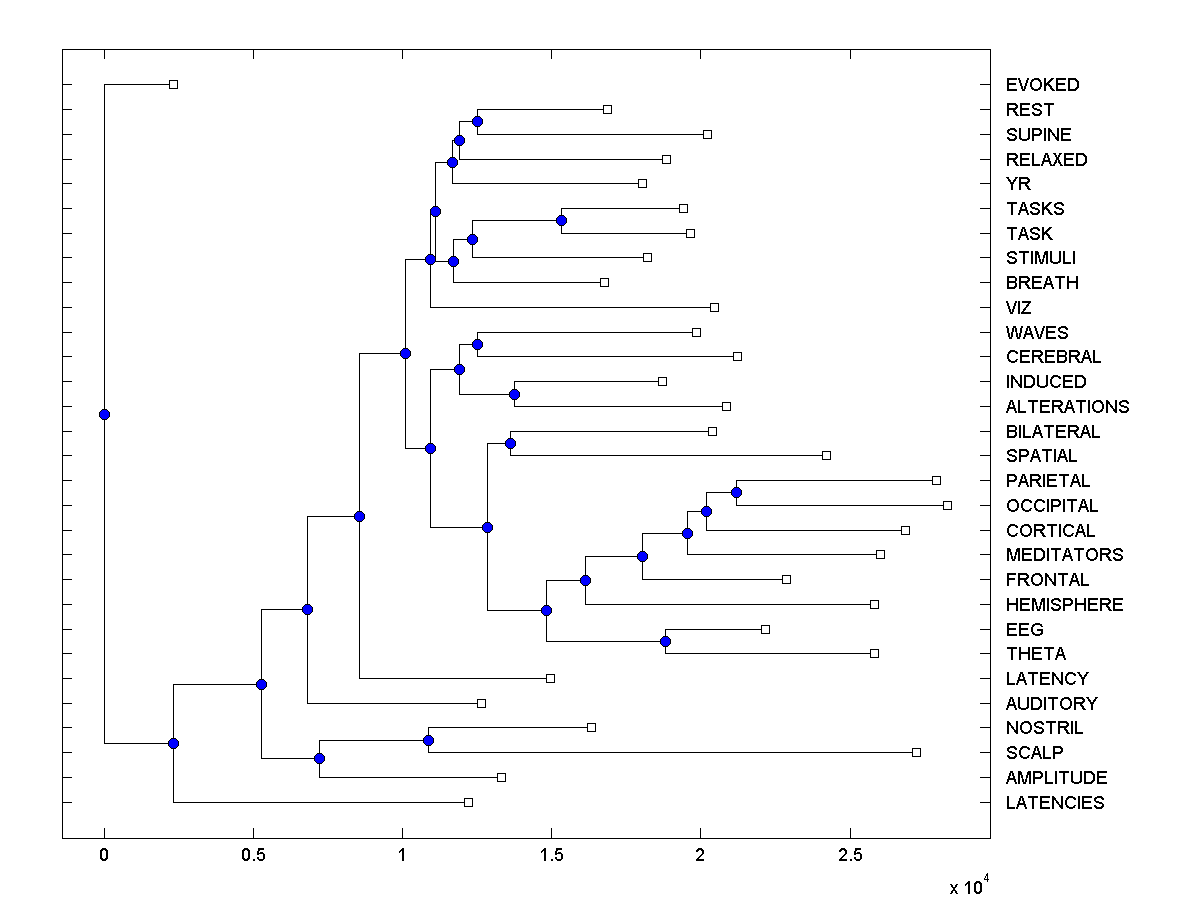 EVOKED
REST
SUPINE
RELAXED
YR
TASKS
TASK
STIMULI
BREATH
VIZ
WAVES
CEREBRAL
INDUCED
ALTERATIONS
BILATERAL
SPATIAL
PARIETAL
OCCIPITAL
CORTICAL
MEDITATORS
FRONTAL
HEMISPHERE
EEG
THETA
LATENCY
AUDITORY
NOSTRIL
SCALP
AMPLITUDE
LATENCIES
0 0.5 1 1.5 2 2.5
x 10^4